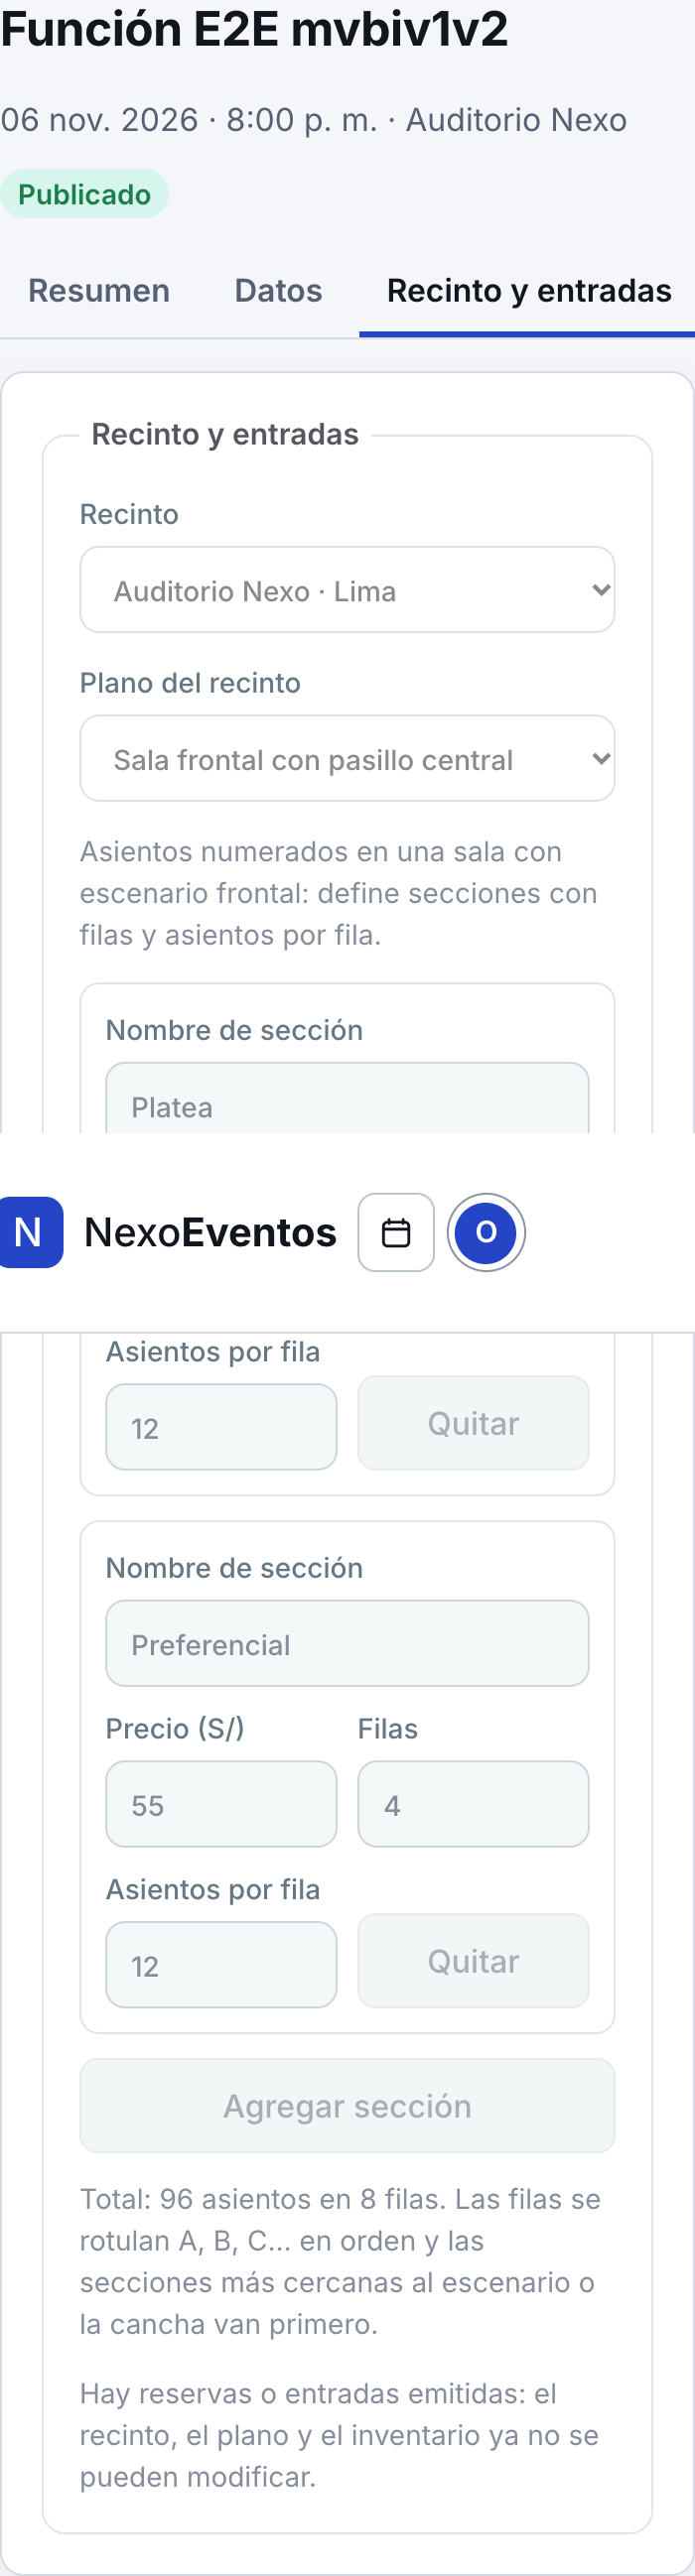 Función E2E mvbiv1v2
06 nov. 2026 · 8:00 p. m. · Auditorio Nexo
Publicado
Resumen Datos Recinto y entradas
Recinto y entradas
Recinto
Auditorio Nexo · Lima
Plano del recinto
Sala frontal con pasillo central
Asientos numerados en una sala con
escenario frontal: define secciones con
filas y asientos por fila.
Nombre de sección
Platea
N NexoEventos O
Asientos por fila
12 Quitar
Nombre de sección
Preferencial
Precio (S/) Filas
55 4
Asientos por fila
12 Quitar
Agregar sección
Total: 96 asientos en 8 filas. Las filas se
rotulan A, B, C... en orden y las
secciones más cercanas al escenario o
la cancha van primero.
Hay reservas o entradas emitidas: el
recinto, el plano y el inventario ya no se
pueden modificar.